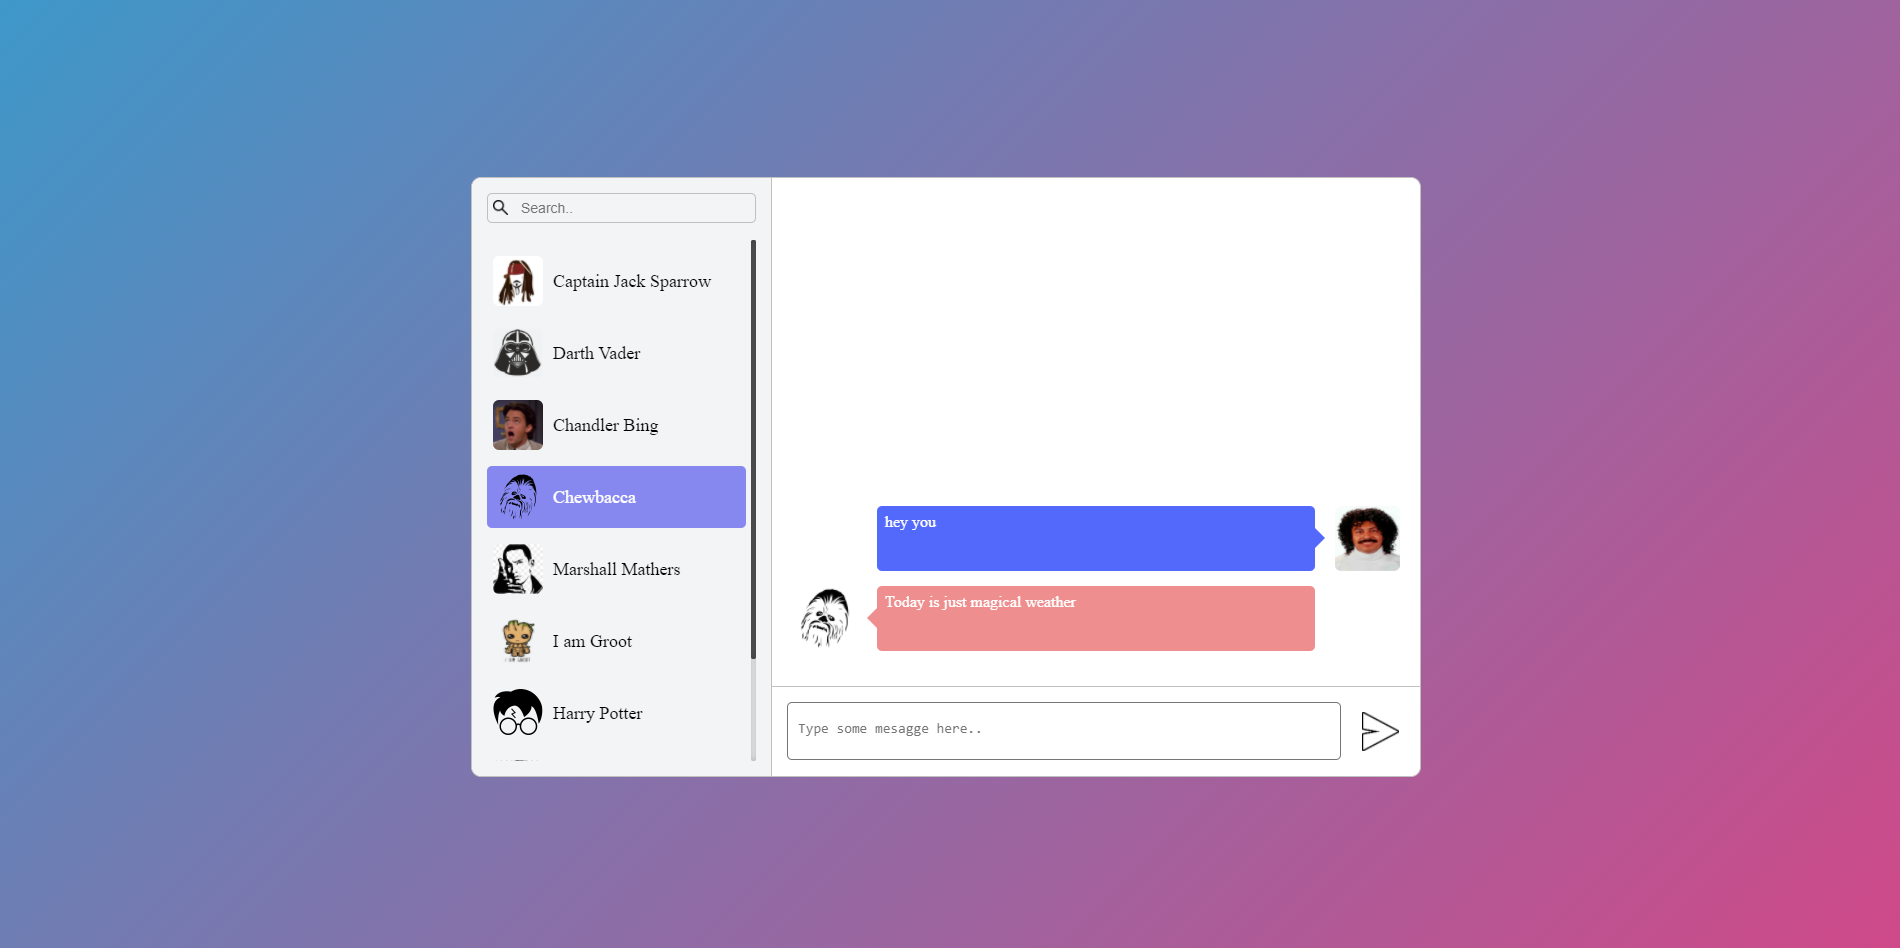 Search..
Captain Jack Sparrow
Darth Vader
Chandler Bing
Chewbacca
Marshall Mathers
I am Groot
Harry Potter
hey you
Today is just magical weather
Type some mesagge here..